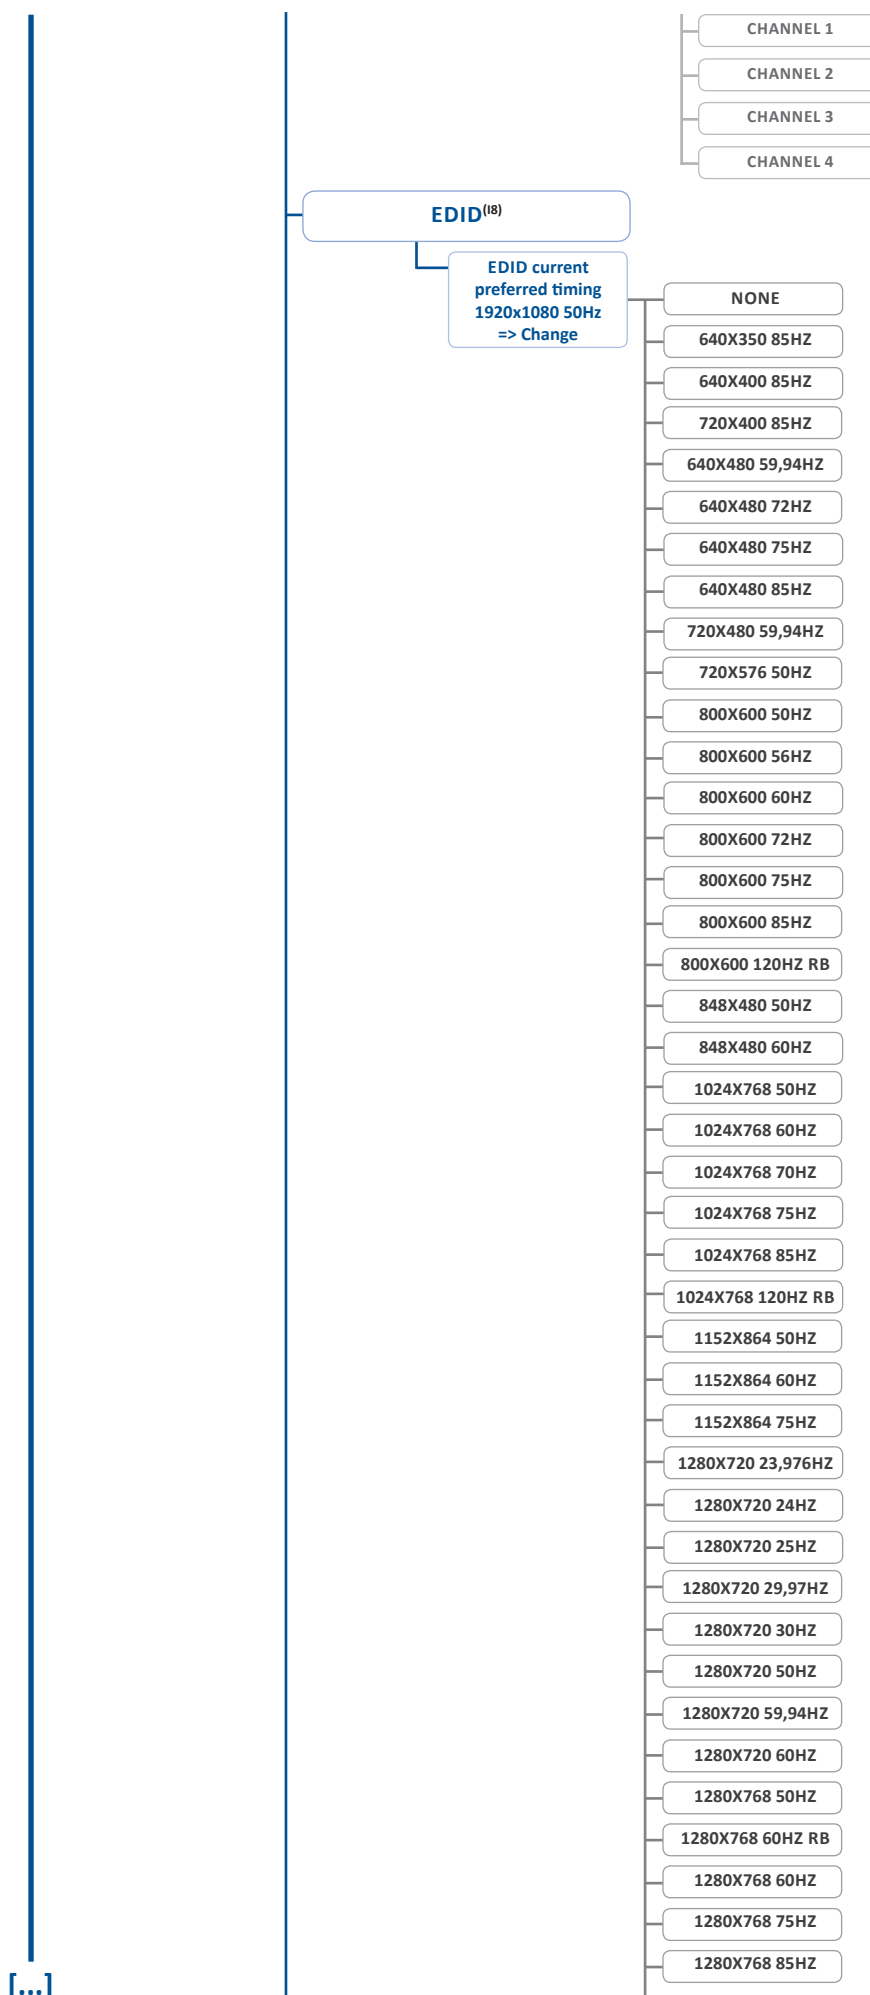 CHANNEL 1
CHANNEL 2
CHANNEL 3
CHANNEL 4
EDID(I8)
EDID current
preferred timing
1920x1080 50Hz
=> Change
NONE
640X350 85HZ
640X400 85HZ
720X400 85HZ
640X480 59,94HZ
640X480 72HZ
640X480 75HZ
640X480 85HZ
720X480 59,94HZ
720X576 50HZ
800X600 50HZ
800X600 56HZ
800X600 60HZ
800X600 72HZ
800X600 75HZ
800X600 85HZ
800X600 120HZ RB
848X480 50HZ
848X480 60HZ
1024X768 50HZ
1024X768 60HZ
1024X768 70HZ
1024X768 75HZ
1024X768 85HZ
1024X768 120HZ RB
1152X864 50HZ
1152X864 60HZ
1152X864 75HZ
1280X720 23,976HZ
1280X720 24HZ
1280X720 25HZ
1280X720 29,97HZ
1280X720 30HZ
1280X720 50HZ
1280X720 59,94HZ
1280X720 60HZ
1280X768 50HZ
1280X768 60HZ RB
1280X768 60HZ
1280X768 75HZ
1280X768 85HZ
[...]